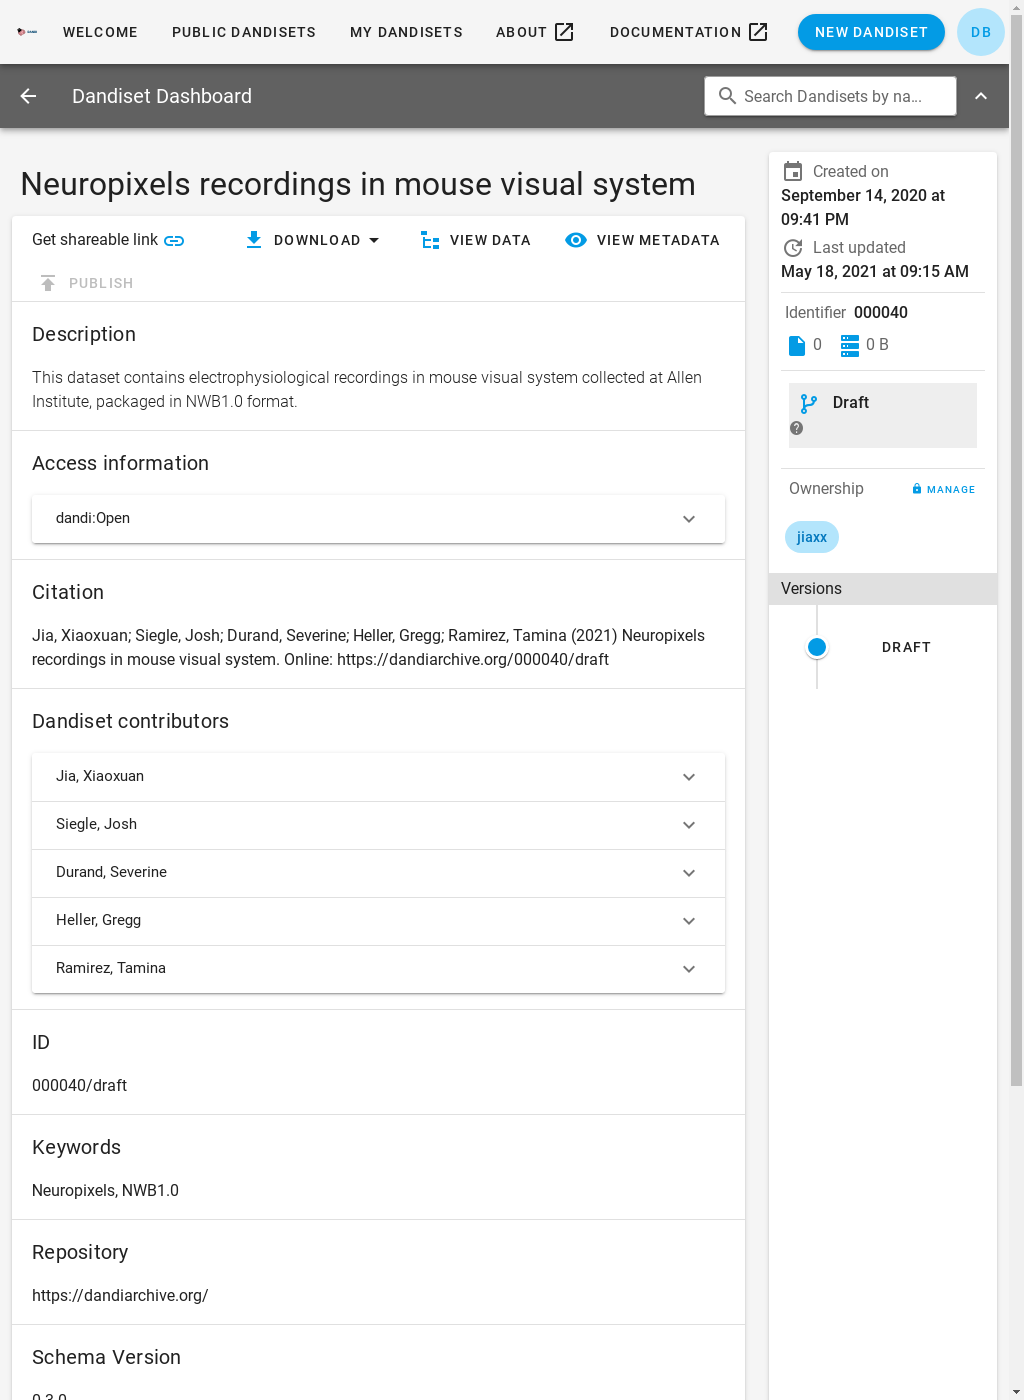 WELCOME PUBLIC DANDISETS MY DANDISETS ABOUT DOCUMENTATION NEW DANDISET DB
Dandiset Dashboard
Search Dandisets by na...
Neuropixels recordings in mouse visual system
Get shareable link DOWNLOAD VIEW DATA VIEW METADATA
PUBLISH
Description
This dataset contains electrophysiological recordings in mouse visual system collected at Allen
Institute, packaged in NWB1.0 format.
Access information
dandi:Open
Citation
Jia, Xiaoxuan; Siegle, Josh; Durand, Severine; Heller, Gregg; Ramirez, Tamina (2021) Neuropixels
recordings in mouse visual system. Online: https://dandiarchive.org/000040/draft
Dandiset contributors
Jia, Xiaoxuan
Siegle, Josh
Durand, Severine
Heller, Gregg
Ramirez, Tamina
ID
000040/draft
Keywords
Neuropixels, NWB1.0
Repository
https://dandiarchive.org/
Schema Version
0.3.0
Created on
September 14, 2020 at
09:41 PM
Last updated
May 18, 2021 at 09:15 AM
Identifier 000040
0 0 B
Draft
Ownership MANAGE
jiaxx
Versions
DRAFT